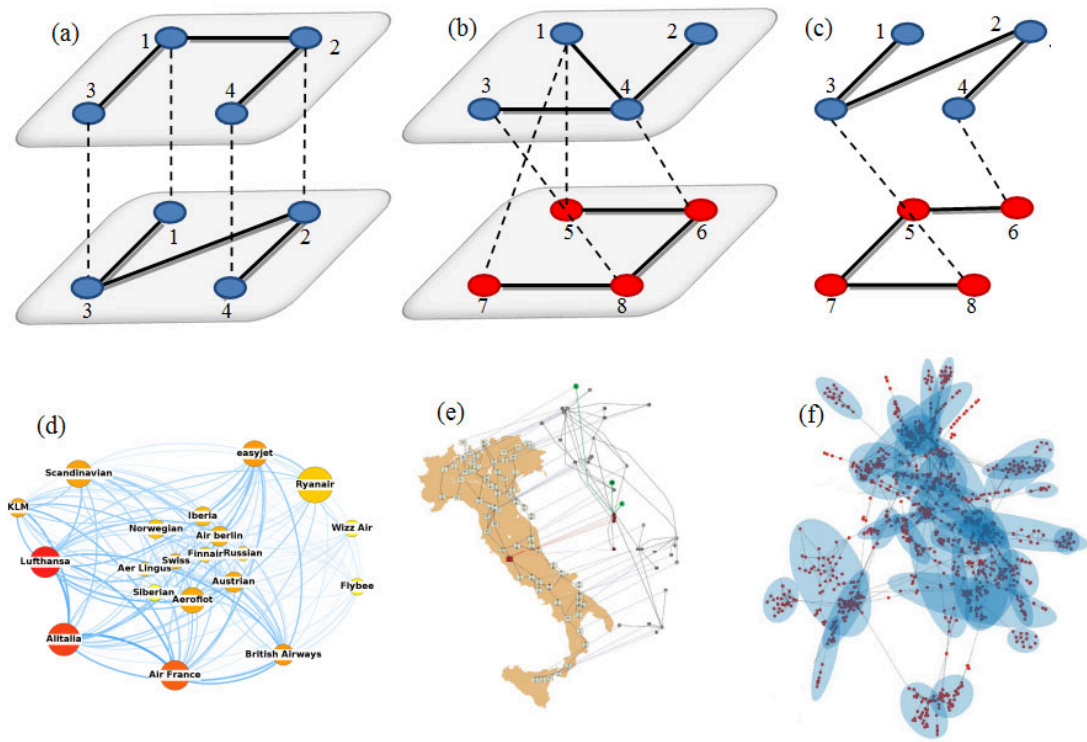 (a)
1
2
3
4
1
2
3
4
(b)
1
2
3
4
5
6
7
8
(c)
1
2
3
4
5
6
7
8
(d)
easyjet
Scandinavian
Ryanair
KLM
Iberia
Norwegian
Wizz Air
Air berlin
Lufthansa
Finnair
Russian
Swiss
Aer Lingus
Austrian
Flybee
Siberian
Aeroflot
Alitalia
British Airways
Air France
(e)
(f)